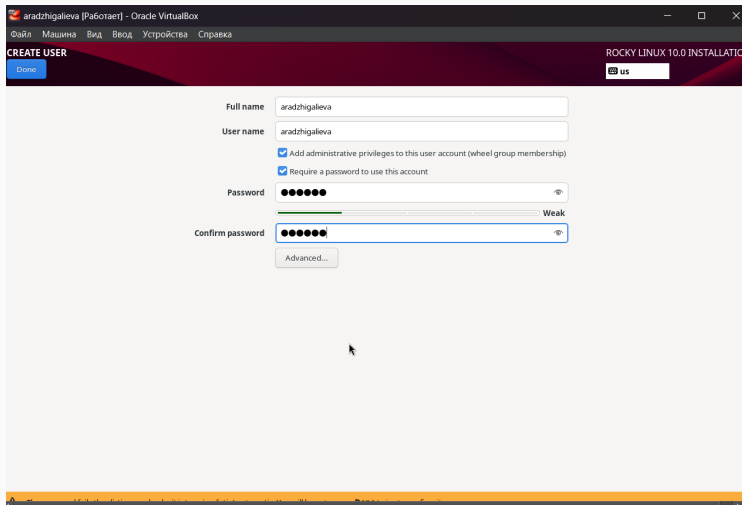 aradzhigalieva [Работает] - Oracle VirtualBox
Файл Машина Вид Ввод Устройства Справка
CREATE USER
ROCKY LINUX 10.0 INSTALLATIO
Done
us
Full name aradzhigalieva
User name aradzhigalieva
Add administrative privileges to this user account (wheel group membership)
Require a password to use this account
Password ●●●●●●
Weak
Confirm password ●●●●●●
Advanced...